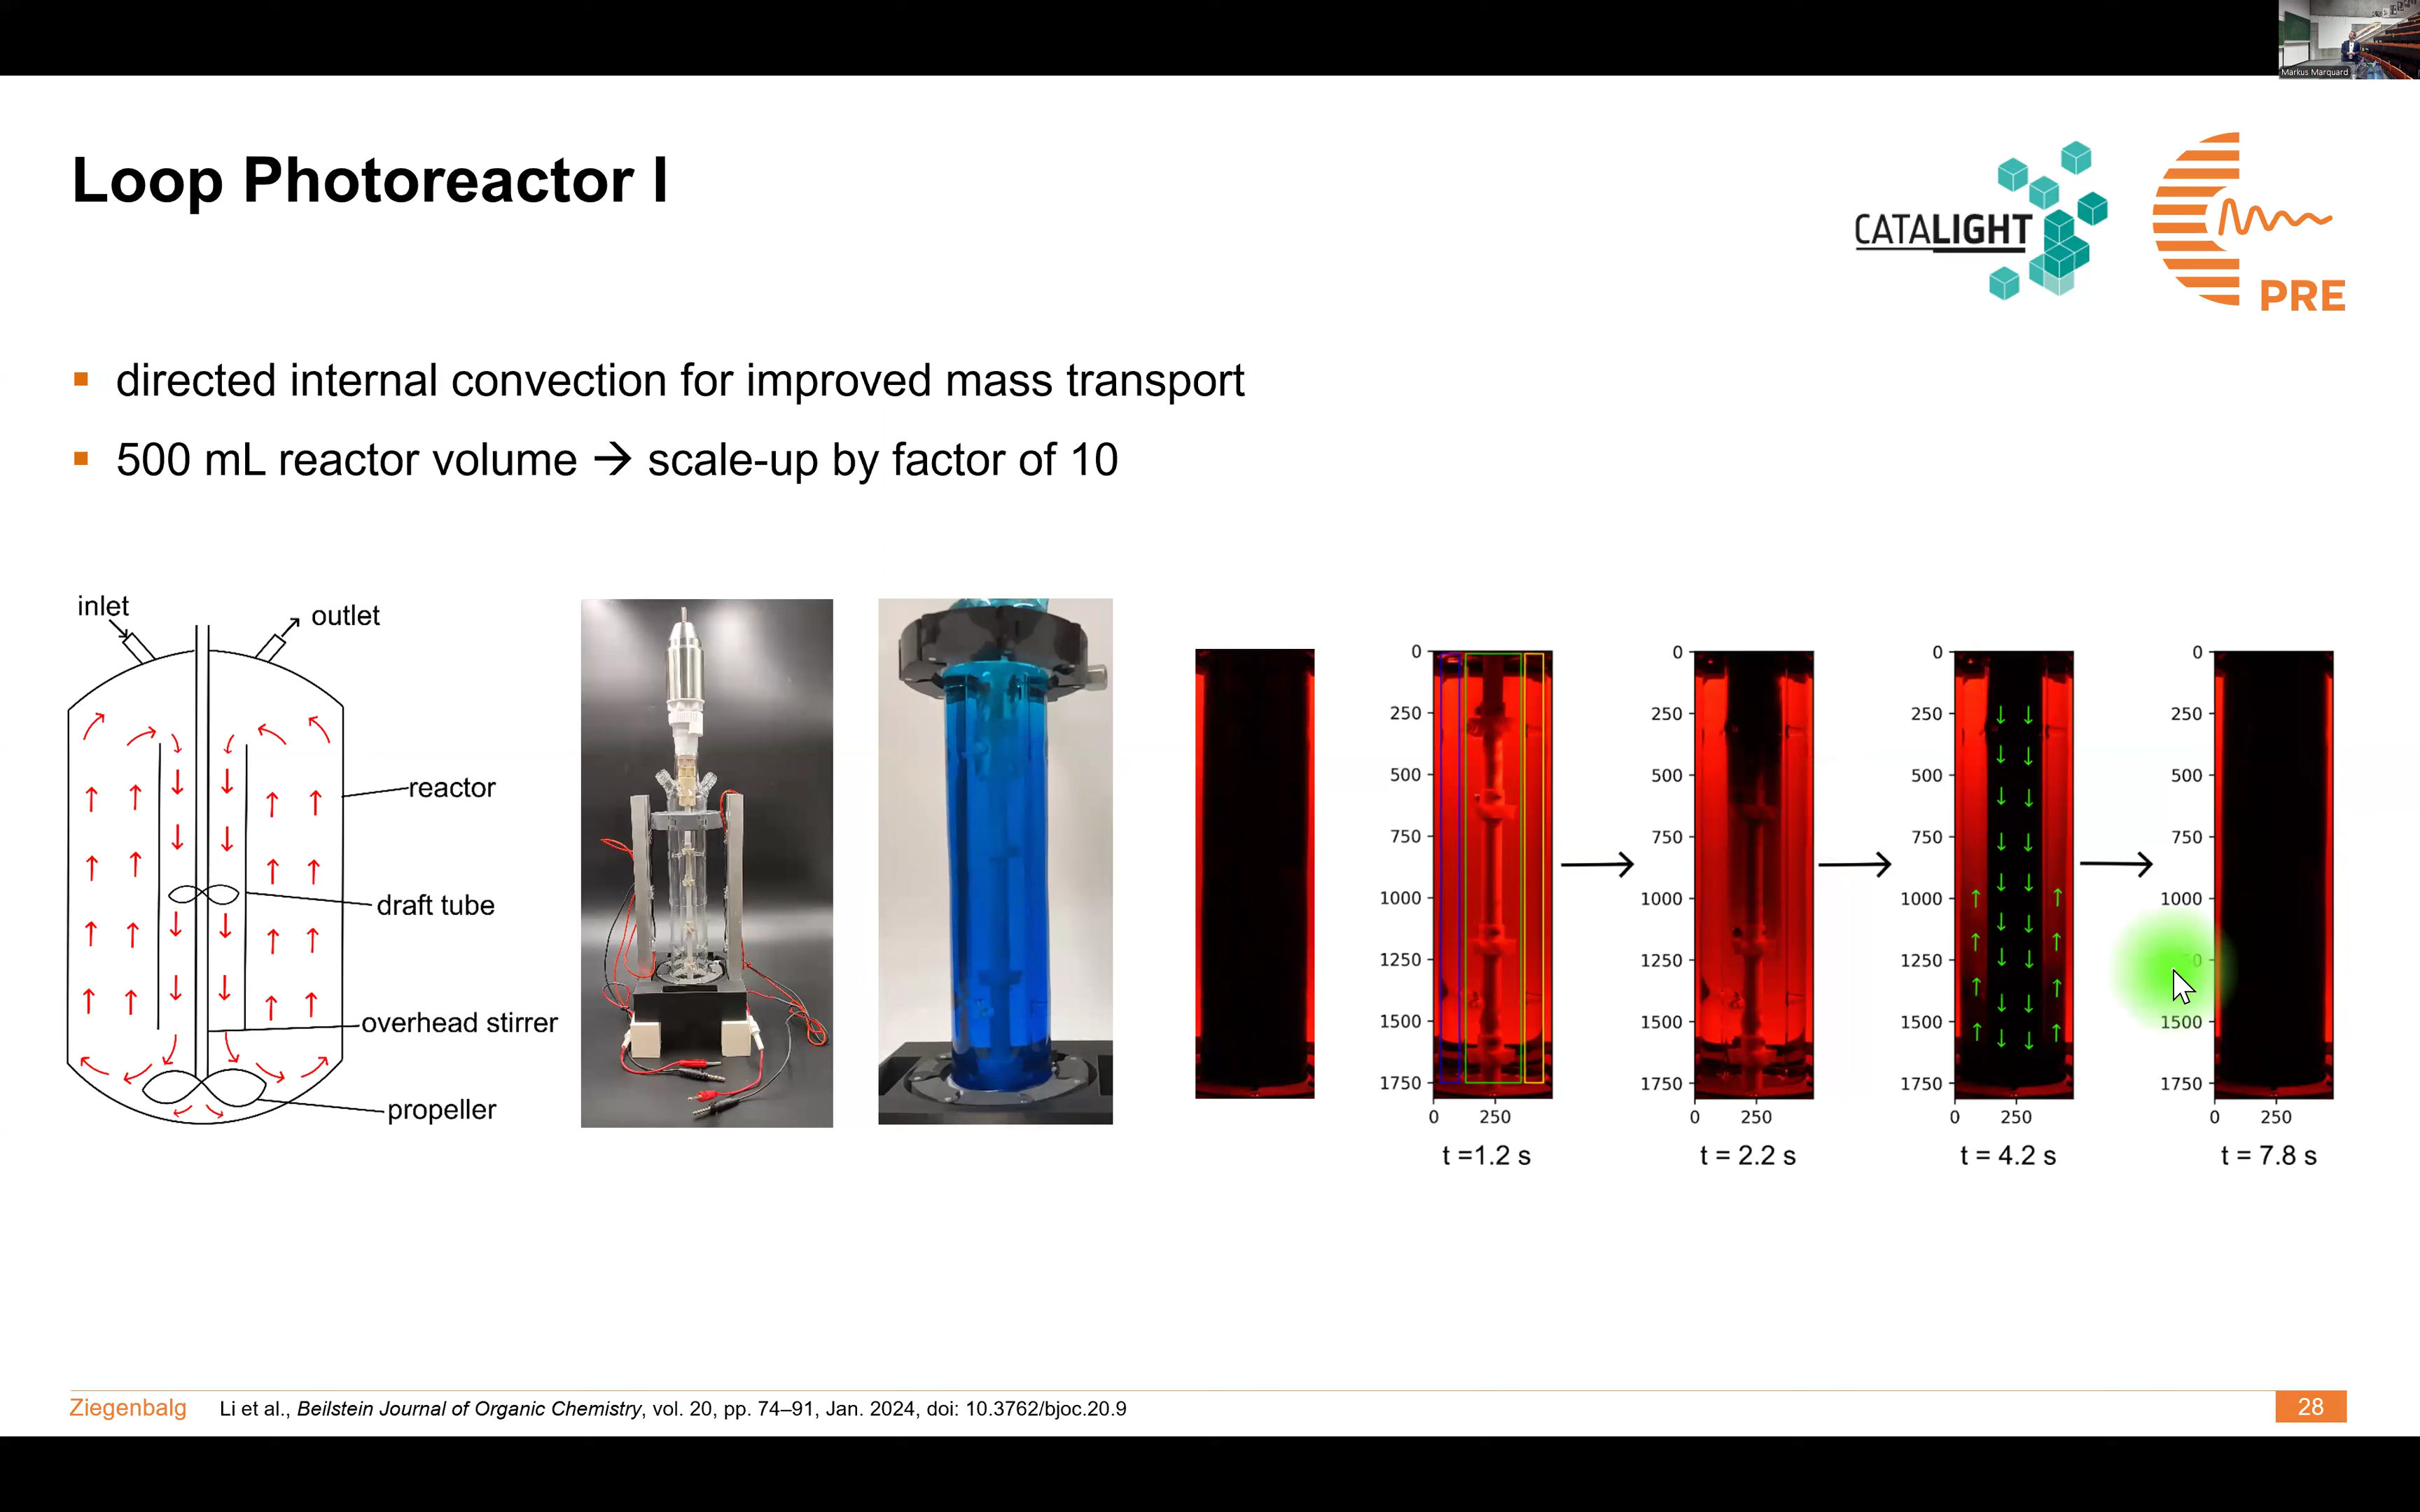 Markus Marquard
Loop Photoreactor I
CATALIGHT
PRE
directed internal convection for improved mass transport
500 mL reactor volume → scale-up by factor of 10
inlet
outlet
reactor
draft tube
overhead stirrer
propeller
0
250
500
750
1000
1250
1500
1750
0 250
t =1.2 s
0
250
500
750
1000
1250
1500
1750
0 250
t = 2.2 s
0
250
500
750
1000
1250
1500
1750
0 250
t = 4.2 s
0
250
500
750
1000
1500
1750
0 250
t = 7.8 s
Ziegenbalg Li et al., Beilstein Journal of Organic Chemistry, vol. 20, pp. 74–91, Jan. 2024, doi: 10.3762/bjoc.20.9
28